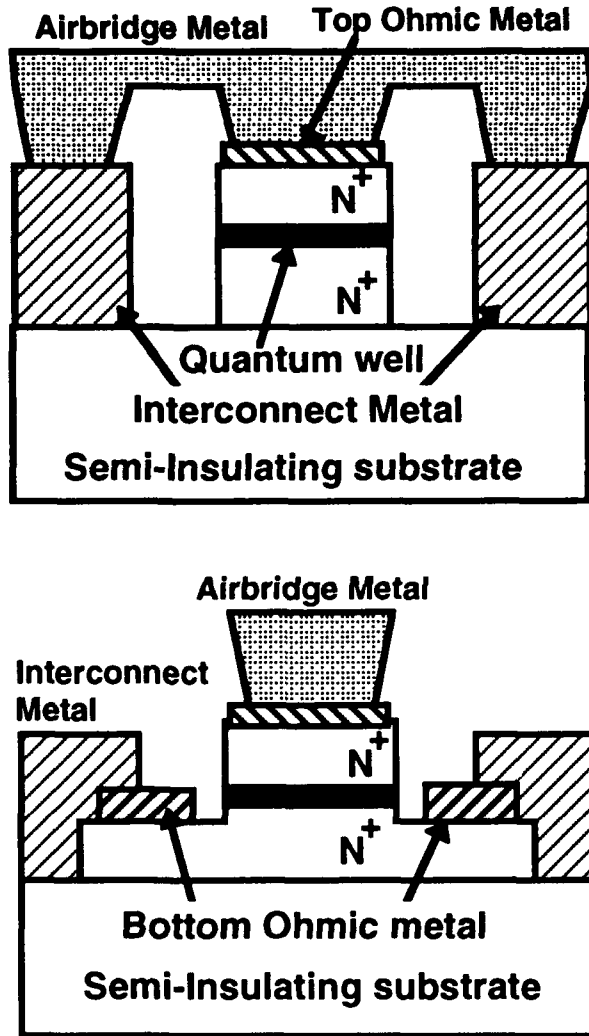 Top Ohmic Metal
Airbridge Metal
N+
N+
Quantum well
Interconnect Metal
Semi-Insulating substrate
Airbridge Metal
Interconnect
Metal
N+
N+
Bottom Ohmic metal
Semi-Insulating substrate